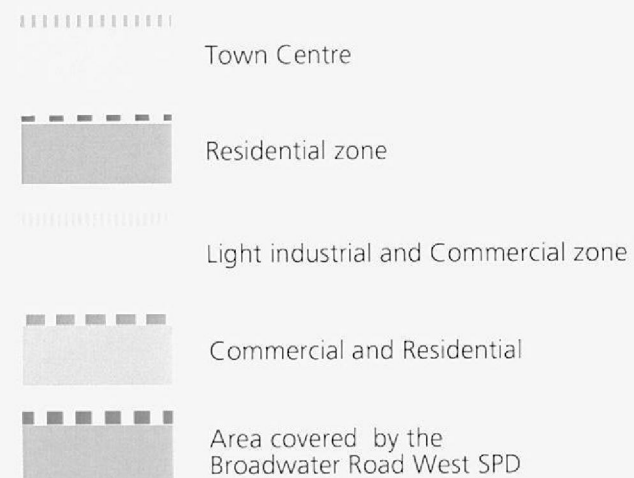 Town Centre
Residential zone
Light industrial and Commercial zone
Commercial and Residential
Area covered by the
Broadwater Road West SPD